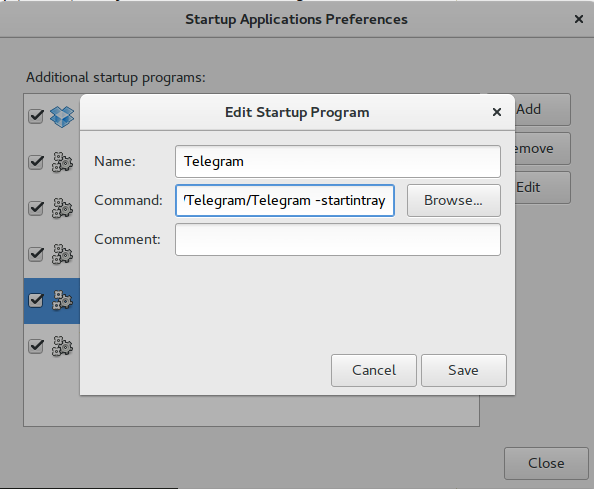 Startup Applications Preferences
Additional startup programs:
Add
Edit Startup Program
Name: Telegram
Command: /Telegram/Telegram -startintray Browse...
Comment:
Edit
Cancel Save
Close